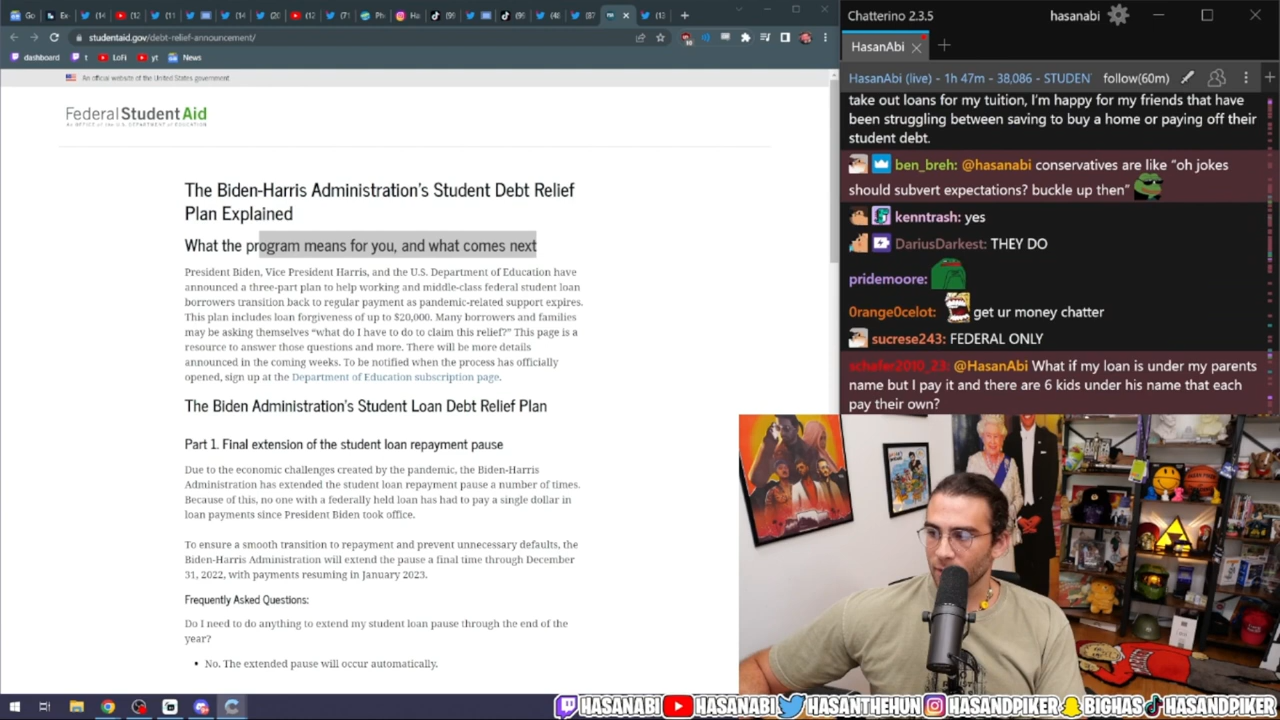 studentaid.gov/debt-relief-announcement/
dashboard
t
LoFi
yt
News
An official website of the United States government
Federal Student Aid
An OFFICE of the U.S. DEPARTMENT of EDUCATION
The Biden-Harris Administration's Student Debt Relief
Plan Explained
What the program means for you, and what comes next
President Biden, Vice President Harris, and the U.S. Department of Education have
announced a three-part plan to help working and middle-class federal student loan
borrowers transition back to regular payment as pandemic-related support expires.
This plan includes loan forgiveness of up to $20,000. Many borrowers and families
may be asking themselves “what do I have to do to claim this relief?” This page is a
resource to answer those questions and more. There will be more details
announced in the coming weeks. To be notified when the process has officially
opened, sign up at the Department of Education subscription page.
The Biden Administration's Student Loan Debt Relief Plan
Part 1. Final extension of the student loan repayment pause
Due to the economic challenges created by the pandemic, the Biden-Harris
Administration has extended the student loan repayment pause a number of times.
Because of this, no one with a federally held loan has had to pay a single dollar in
loan payments since President Biden took office.
To ensure a smooth transition to repayment and prevent unnecessary defaults, the
Biden-Harris Administration will extend the pause a final time through December
31, 2022, with payments resuming in January 2023.
Frequently Asked Questions:
Do I need to do anything to extend my student loan pause through the end of the
year?
• No. The extended pause will occur automatically.
Chatterino 2.3.5
hasanabi
HasanAbi
HasanAbi (live) - 1h 47m - 38,086 - STUDEN
follow(60m)
take out loans for my tuition, I'm happy for my friends that have
been struggling between saving to buy a home or paying off their
student debt.
ben_breh: @hasanabi conservatives are like “oh jokes
should subvert expectations? buckle up then”
kenntrash: yes
DariusDarkest: THEY DO
pridemoore:
0range0celot: get ur money chatter
sucrese243: FEDERAL ONLY
schafer2010_23: @HasanAbi What if my loan is under my parents
name but I pay it and there are 6 kids under his name that each
pay their own?
HASANABI HASANABI HASANTHEHUN HASANDPIKER BIGHAS HASANDPIKER